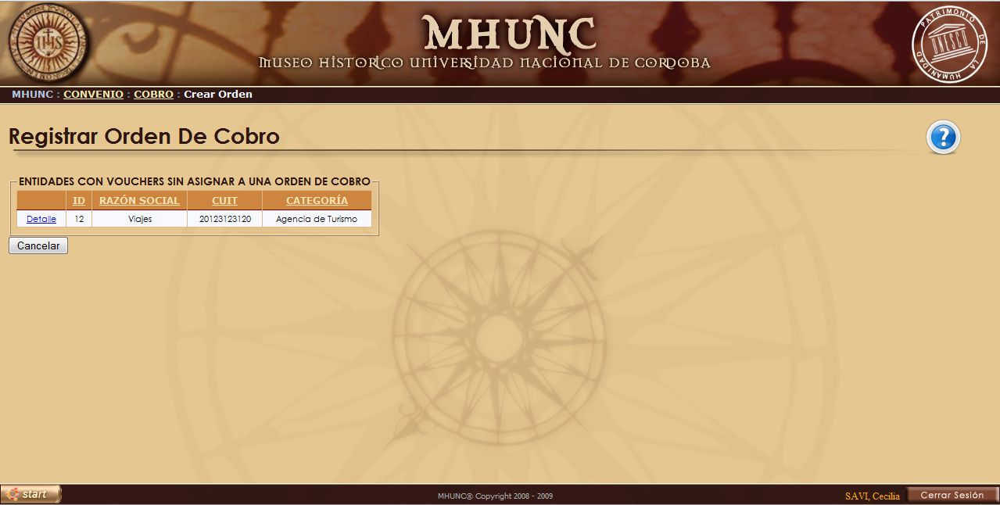 IHS
MHUNC
MUSEO HISTORICO UNIVERSIDAD NACIONAL DE CORDOBA
PATRIMONIO DE LA HUMANIDAD
UNESCO
MHUNC : CONVENIO : COBRO : Crear Orden
Registrar Orden De Cobro
?
ENTIDADES CON VOUCHERS SIN ASIGNAR A UNA ORDEN DE COBRO
ID RAZÓN SOCIAL CUIT CATEGORÍA
Detalle 12 Viajes 20123123120 Agencia de Turismo
Cancelar
start MHUNC® Copyright 2008 - 2009 SAVI, Cecilia Cerrar Sesión